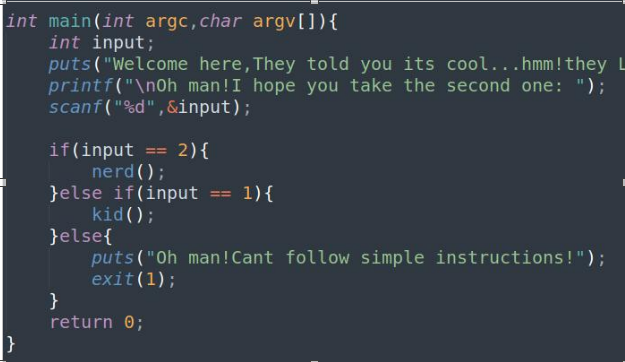 int main(int argc,char argv[]){
    int input;
    puts("Welcome here,They told you its cool...hmm!they L
    printf("\nOh man!I hope you take the second one: ");
    scanf("%d",&input);
    if(input == 2){
        nerd();
    }else if(input == 1){
        kid();
    }else{
        puts("Oh man!Cant follow simple instructions!");
        exit(1);
    }
    return 0;
}